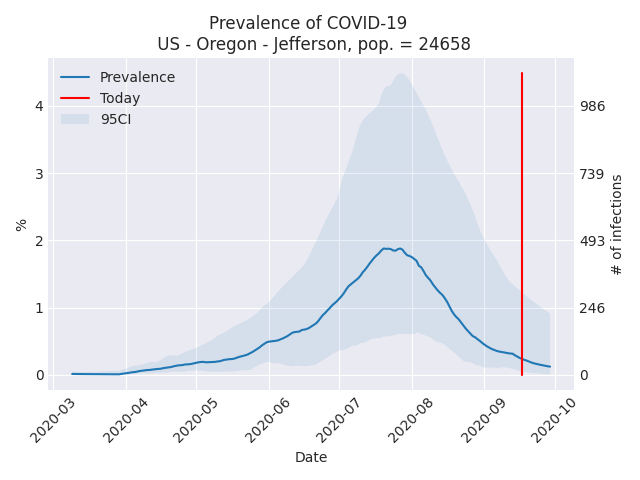 Prevalence of COVID-19
US - Oregon - Jefferson, pop. = 24658
Prevalence
Today
95CI
4
3
2
1
0
%
986
739
493
246
0
# of infections
2020-03
2020-04
2020-05
2020-06
2020-07
2020-08
2020-09
2020-10
Date